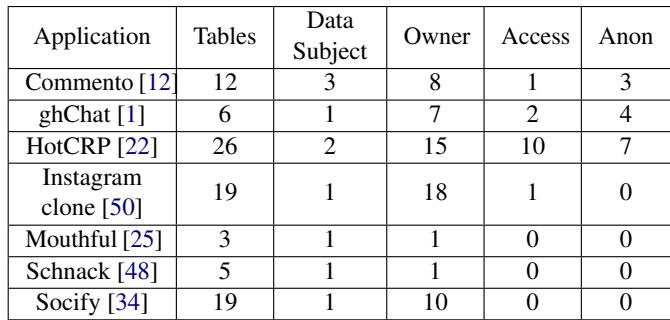 Application Tables Data Subject Owner Access Anon
Commento [12] 12 3 8 1 3
ghChat [1] 6 1 7 2 4
HotCRP [22] 26 2 15 10 7
Instagram clone [50] 19 1 18 1 0
Mouthful [25] 3 1 1 0 0
Schnack [48] 5 1 1 0 0
Socify [34] 19 1 10 0 0